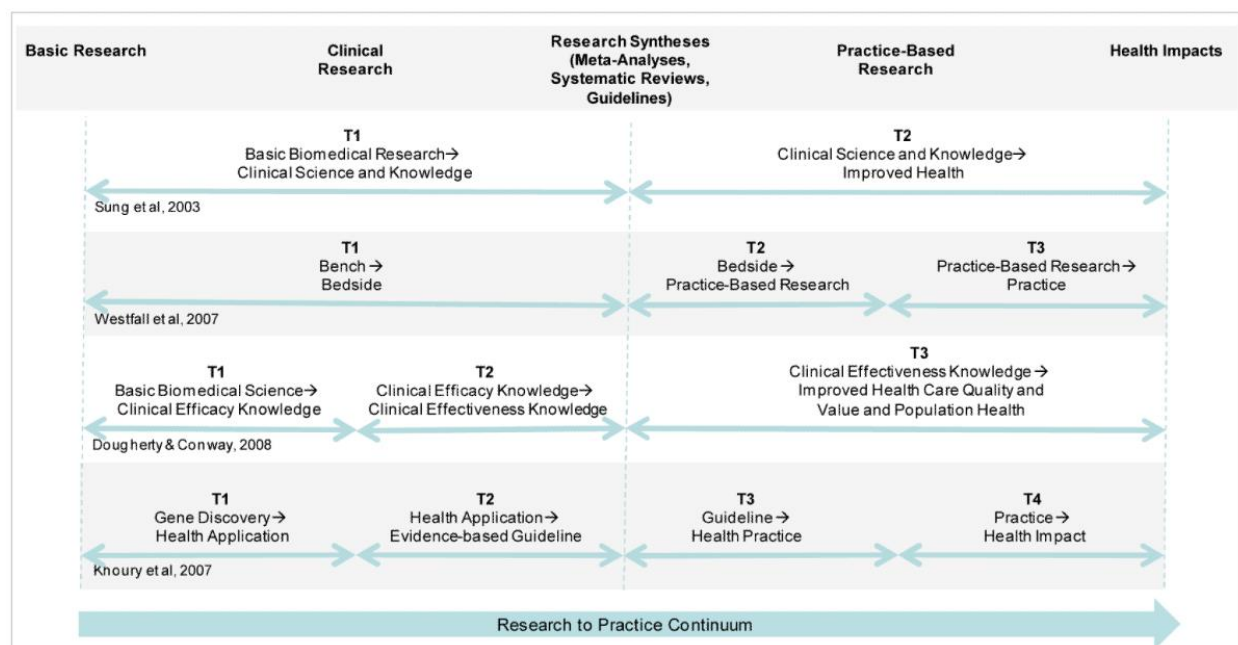 Basic Research
Clinical
Research
Research Syntheses
(Meta-Analyses,
Systematic Reviews,
Guidelines)
Practice-Based
Research
Health Impacts
T1
Basic Biomedical Research→
Clinical Science and Knowledge
T2
Clinical Science and Knowledge→
Improved Health
Sung et al, 2003
T1
Bench →
Bedside
T2
Bedside→
Practice-Based Research
T3
Practice-Based Research→
Practice
Westfall et al, 2007
T1
Basic Biomedical Science→
Clinical Efficacy Knowledge
T2
Clinical Efficacy Knowledge→
Clinical Effectiveness Knowledge
T3
Clinical Effectiveness Knowledge→
Improved Health Care Quality and
Value and Population Health
Dougherty & Conway, 2008
T1
Gene Discovery→
Health Application
T2
Health Application→
Evidence-based Guideline
T3
Guideline→
Health Practice
T4
Practice→
Health Impact
Khoury et al, 2007
Research to Practice Continuum